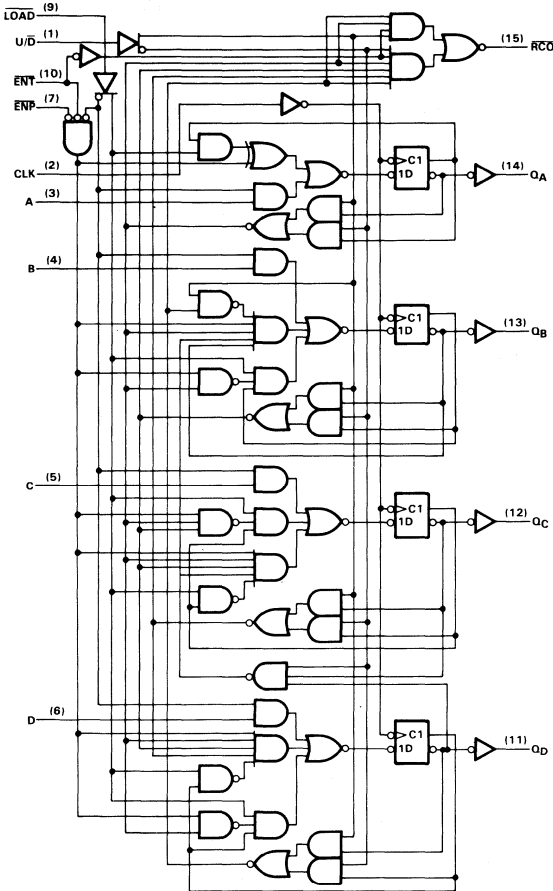 LOAD (9)
U/D (1)
ENT (10)
ENP (7)
CLK (2)
A (3)
B (4)
C (5)
D (6)
(15) RCO
C1
1D
(14) QA
C1
1D
(13) QB
C1
1D
(12) QC
C1
1D
(11) QD